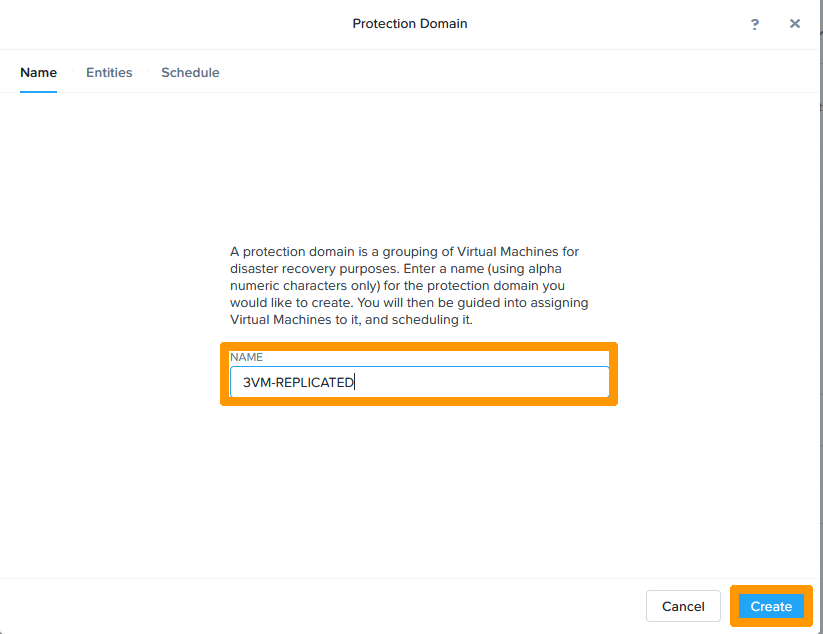 Protection Domain
? ×
Name Entities Schedule
A protection domain is a grouping of Virtual Machines for
disaster recovery purposes. Enter a name (using alpha
numeric characters only) for the protection domain you
would like to create. You will then be guided into assigning
Virtual Machines to it, and scheduling it.
NAME
3VM-REPLICATED
Cancel Create